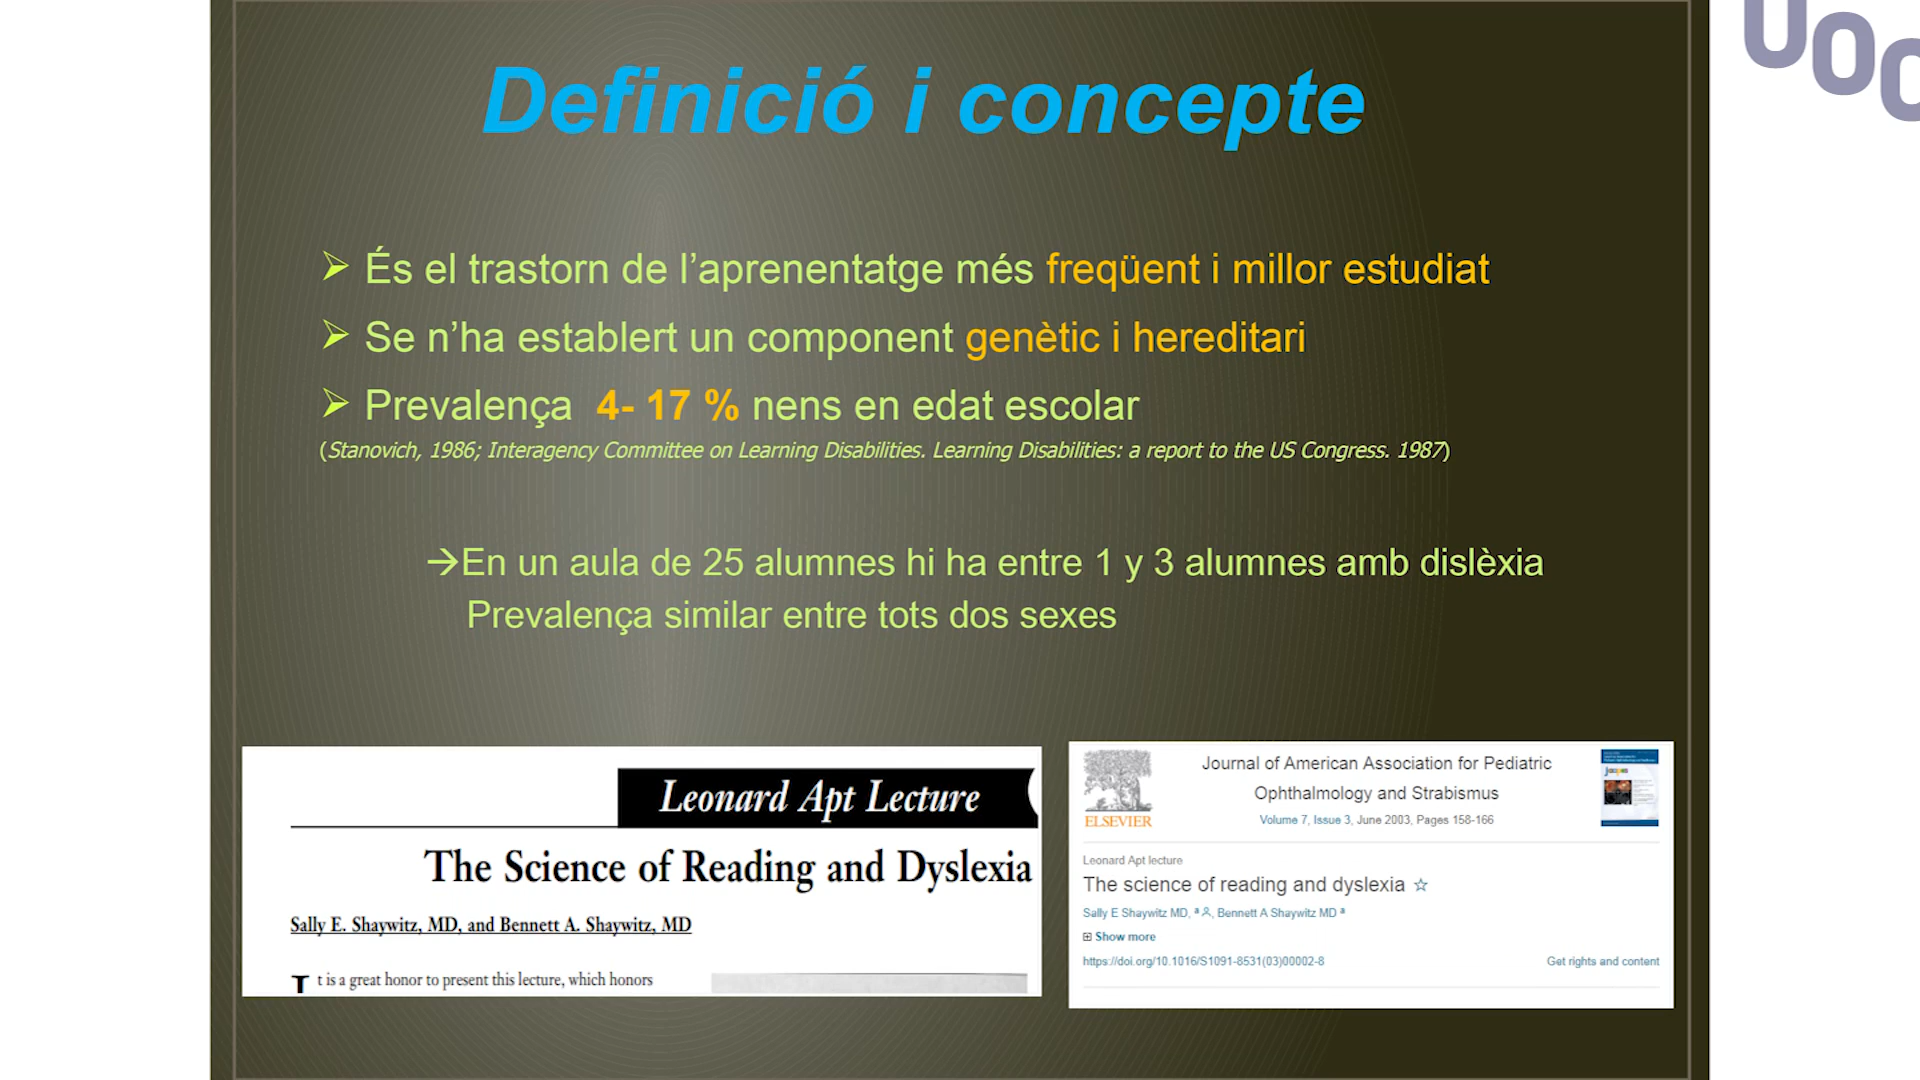 UOC
Definició i concepte
És el trastorn de l’aprenentatge més freqüent i millor estudiat
Se n’ha establert un component genètic i hereditari
Prevalença 4- 17 % nens en edat escolar
(Stanovich, 1986; Interagency Committee on Learning Disabilities. Learning Disabilities: a report to the US Congress. 1987)
→En un aula de 25 alumnes hi ha entre 1 y 3 alumnes amb dislèxia
Prevalença similar entre tots dos sexes
Leonard Apt Lecture
The Science of Reading and Dyslexia
Sally E. Shaywitz, MD, and Bennett A. Shaywitz, MD
It is a great honor to present this lecture, which honors
ELSEVIER
Journal of American Association for Pediatric
Ophthalmology and Strabismus
Volume 7, Issue 3, June 2003, Pages 158-166
Leonard Apt lecture
The science of reading and dyslexia ☆
Sally E Shaywitz MD, a, Bennett A Shaywitz MD a
Show more
https://doi.org/10.1016/S1091-8531(03)00002-8
Get rights and content